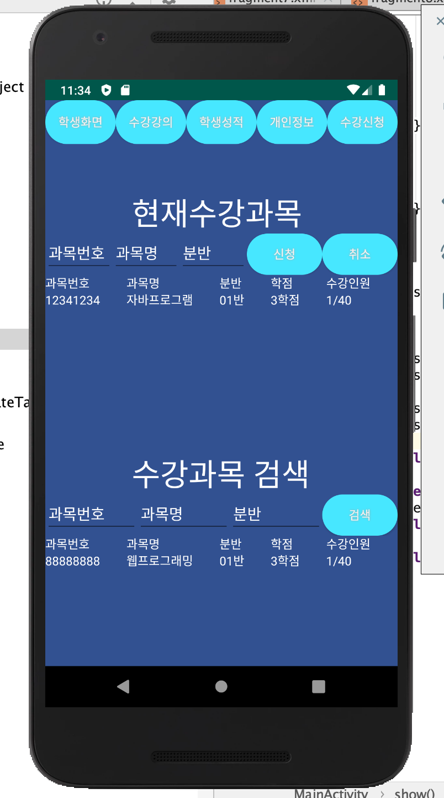 fragment7.xm
fragment8.x
ject
11:34
학생화면 수강강의 학생성적 개인정보 수강신청
현재수강과목
과목번호 과목명 분반 신청 취소
과목번호 과목명 분반 학점 수강인원
12341234 자바프로그램 01반 3학점 1/40
ateTa
e
수강과목 검색
과목번호 과목명 분반 검색
과목번호 과목명 분반 학점 수강인원
88888888 웹프로그래밍 01반 3학점 1/40
MainActivity > show()